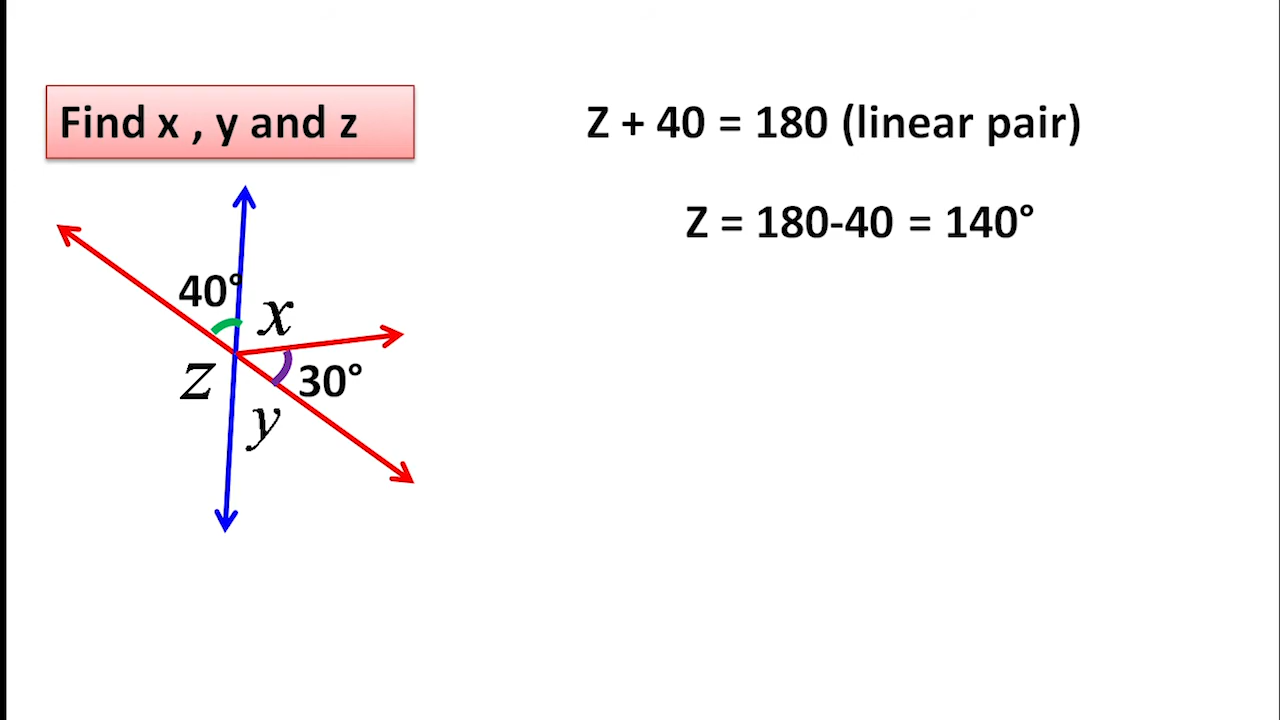 Find x , y and z
Z + 40 = 180 (linear pair)
Z = 180-40 = 140°
40°
x
z
30°
y